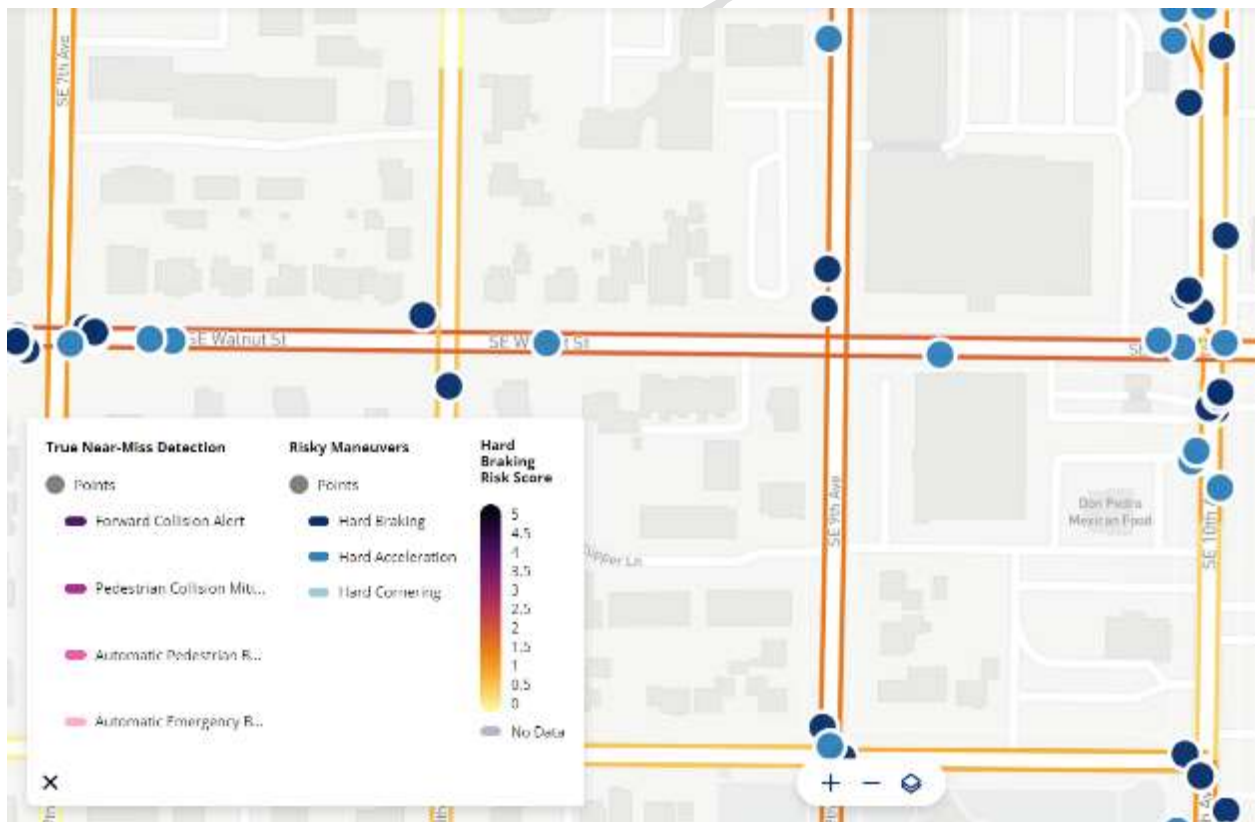 SE 7th Ave
SE Walnut St
SE W
St
SE 9th Ave
Don Pedro
Mexican Food
SE 10th
True Near-Miss Detection
Points
Forward Collision Alert
Pedestrian Collision Miti...
Automatic Pedestrian B...
Automatic Emergency B...
Risky Maneuvers
Points
Hard Braking
Hard Acceleration
Hard Cornering
Hard
Braking
Risk Score
5
4.5
4
3.5
3
2.5
2
1.5
1
0.5
0
No Data